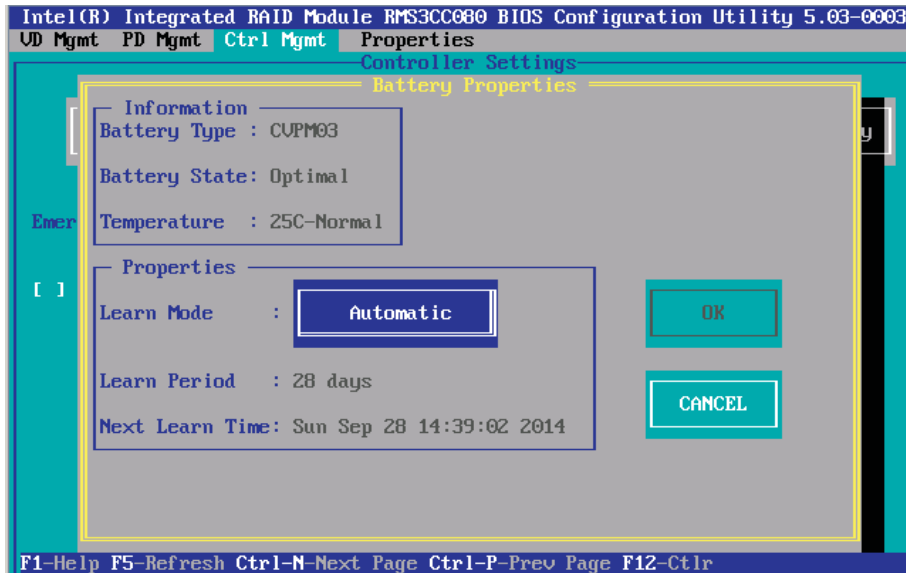 Intel(R) Integrated RAID Module RMS3CC080 BIOS Configuration Utility 5.03-0003
VD Mgmt PD Mgmt Ctrl Mgmt Properties
Controller Settings
Battery Properties
Information
Battery Type : CVPM03
y
Battery State: Optimal
Emer
Temperature : 25C-Normal
Properties
[ ]
Learn Mode : Automatic
OK
Learn Period : 28 days
CANCEL
Next Learn Time: Sun Sep 28 14:39:02 2014
F1-Help F5-Refresh Ctrl-N-Next Page Ctrl-P-Prev Page F12-Ctlr